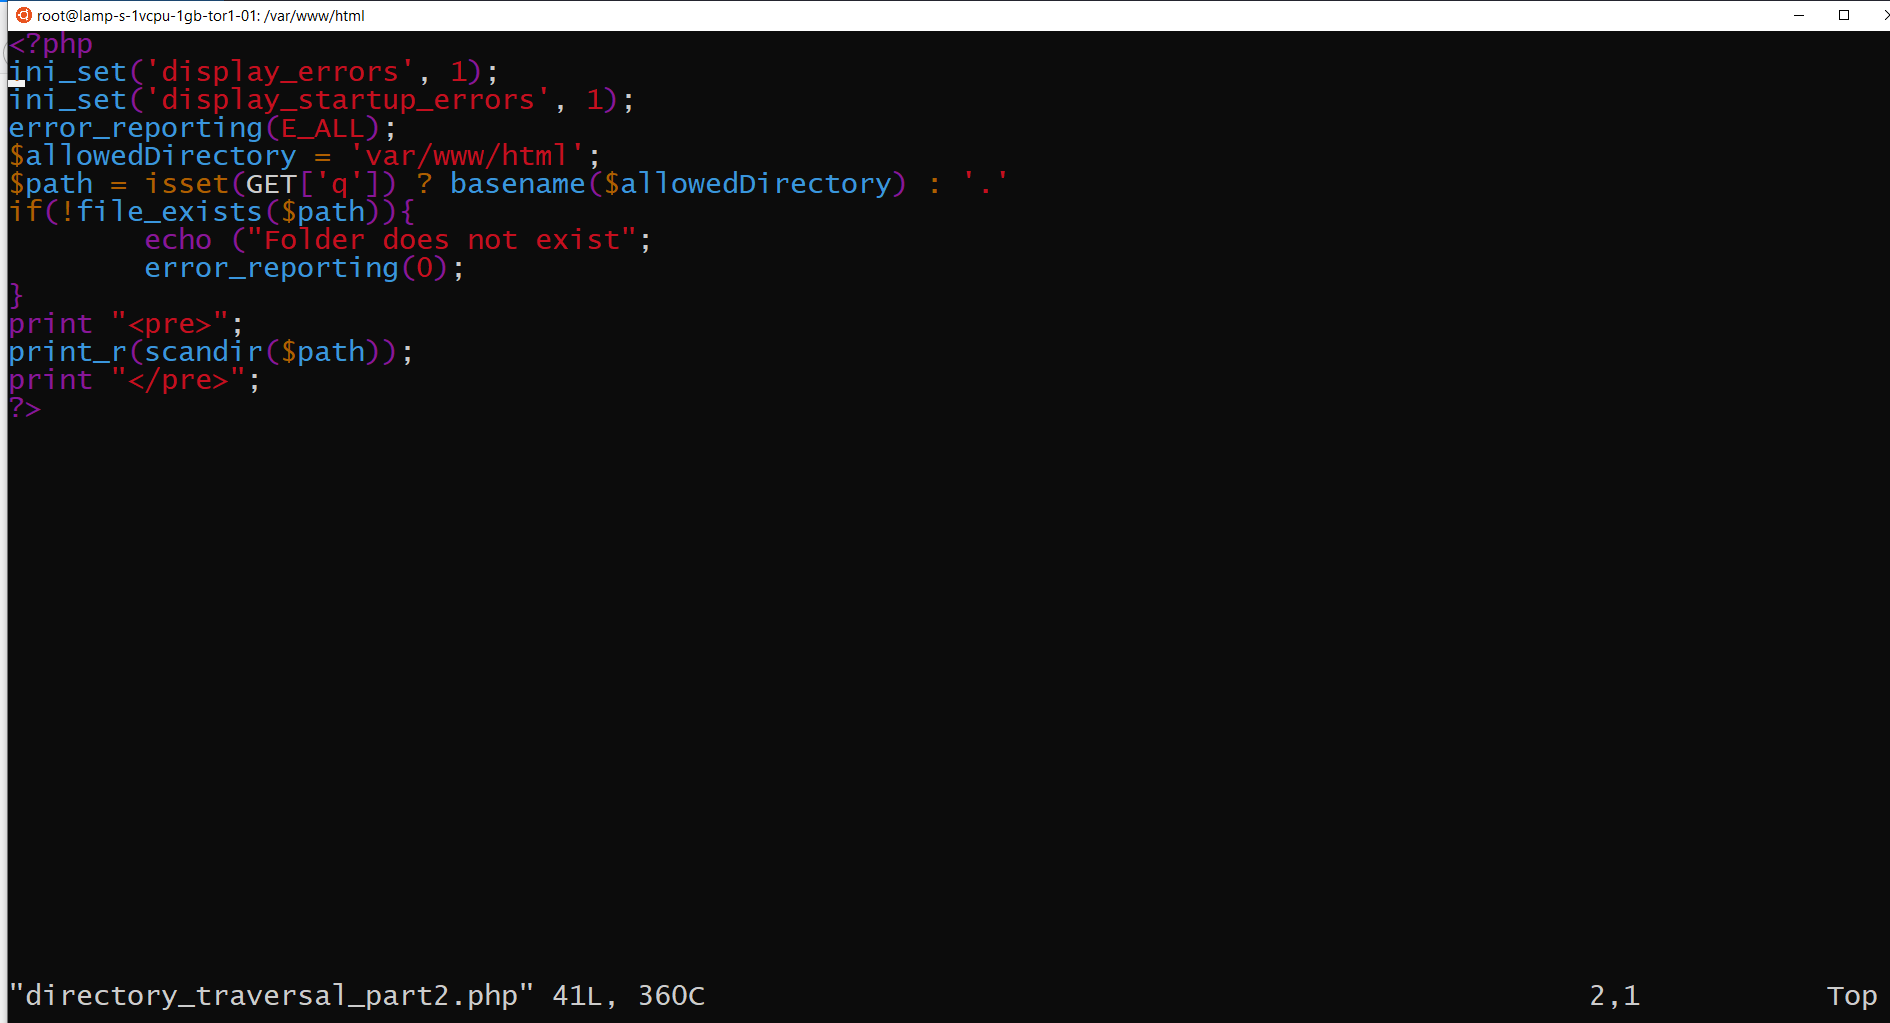 root@lamp-s-1vcpu-1gb-tor1-01: /var/www/html
<?php
ini_set('display_errors', 1);
ini_set('display_startup_errors', 1);
error_reporting(E_ALL);
$allowedDirectory = 'var/www/html';
$path = isset(GET['q']) ? basename($allowedDirectory) : '.'
if(!file_exists($path)){
        echo ("Folder does not exist";
        error_reporting(0);
}
print "<pre>";
print_r(scandir($path));
print "</pre>";
?>
"directory_traversal_part2.php" 41L, 360C 2,1 Top